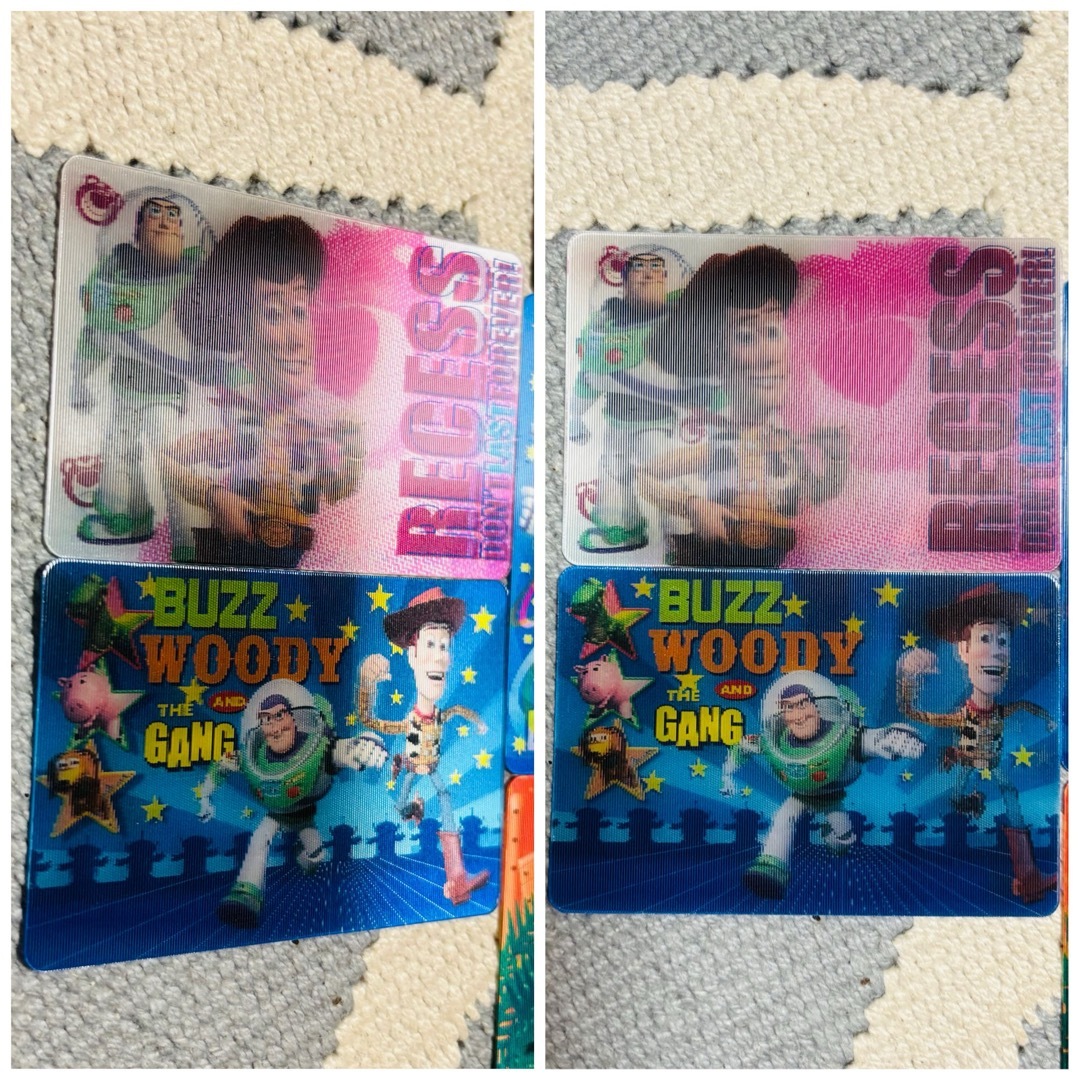 RECESS
DON'T LAST FOREVER!
BUZZ
WOODY
AND
THE
GANG
RECESS
DON'T LAST FOREVER!
BUZZ
WOODY
THE AND
GANG